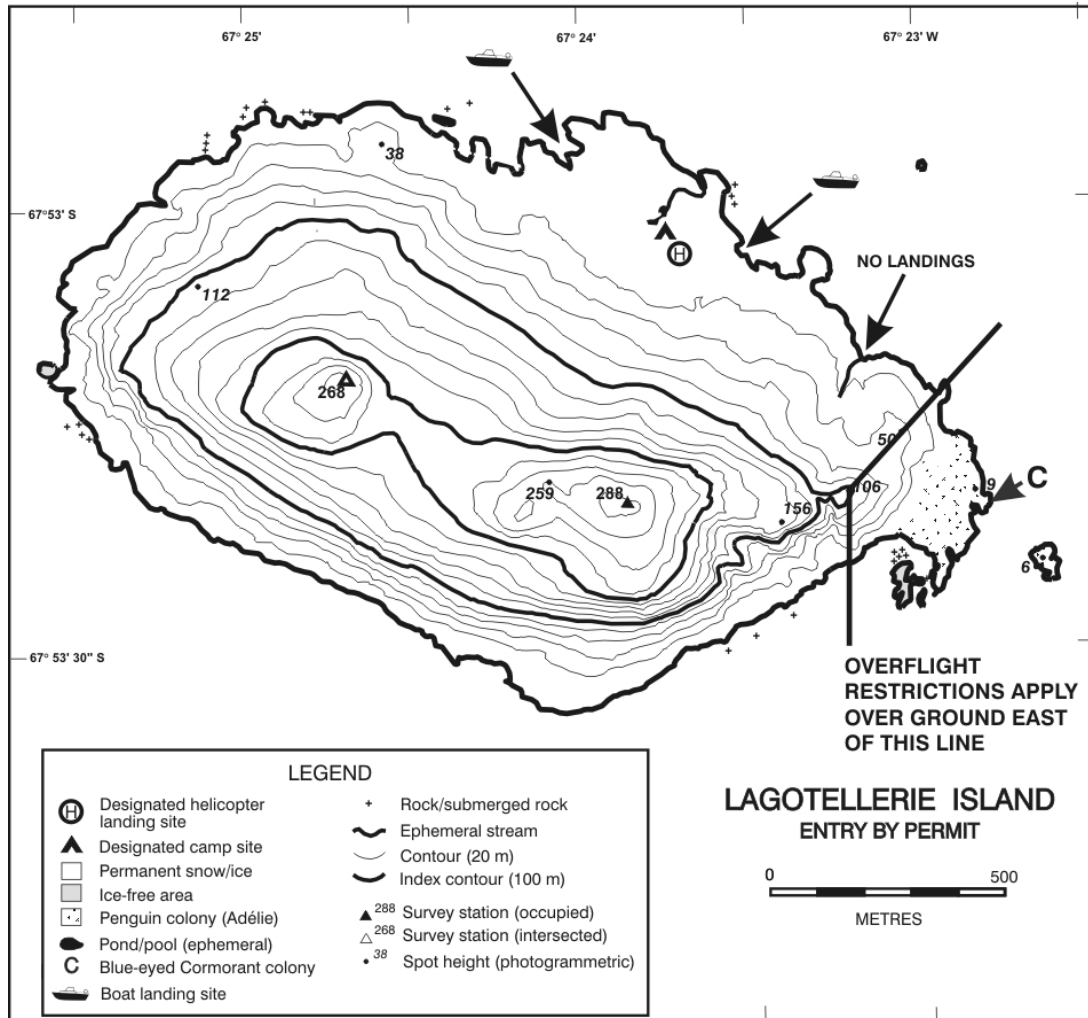 67° 25'
67° 24'
67° 23' W
38
67° 53' S
H
NO LANDINGS
112
268
50
259
288
156
106
9
C
6
67° 53' 30" S
OVERFLIGHT
RESTRICTIONS APPLY
OVER GROUND EAST
OF THIS LINE
LEGEND
H Designated helicopter
landing site
Designated camp site
Permanent snow/ice
Ice-free area
Penguin colony (Adélie)
Pond/pool (ephemeral)
C Blue-eyed Cormorant colony
Boat landing site
+ Rock/submerged rock
Ephemeral stream
Contour (20 m)
Index contour (100 m)
288 Survey station (occupied)
268 Survey station (intersected)
38 Spot height (photogrammetric)
LAGOTELLERIE ISLAND
ENTRY BY PERMIT
0 500
METRES